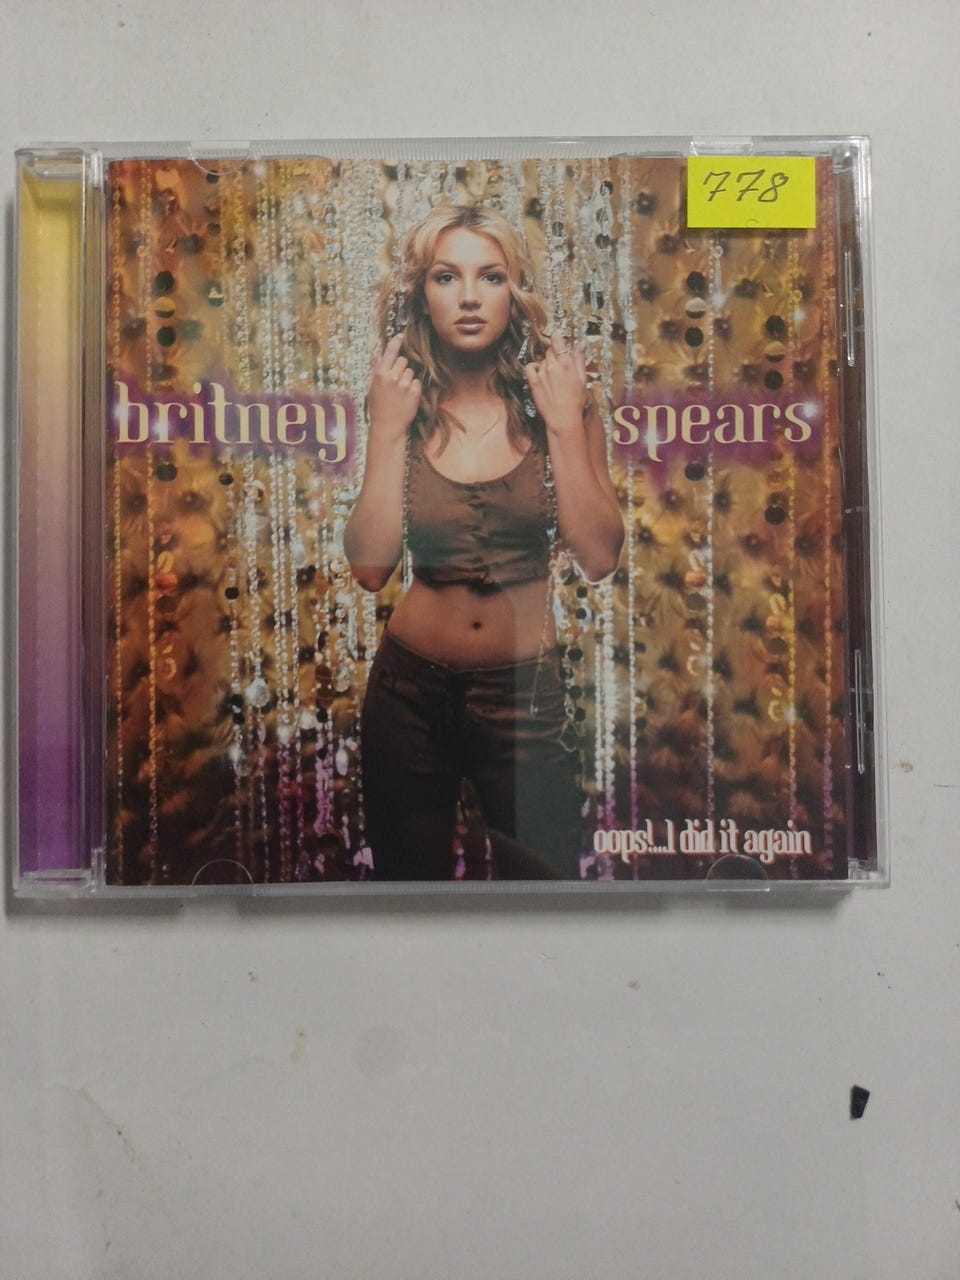 778
britney spears
oops!...I did it again